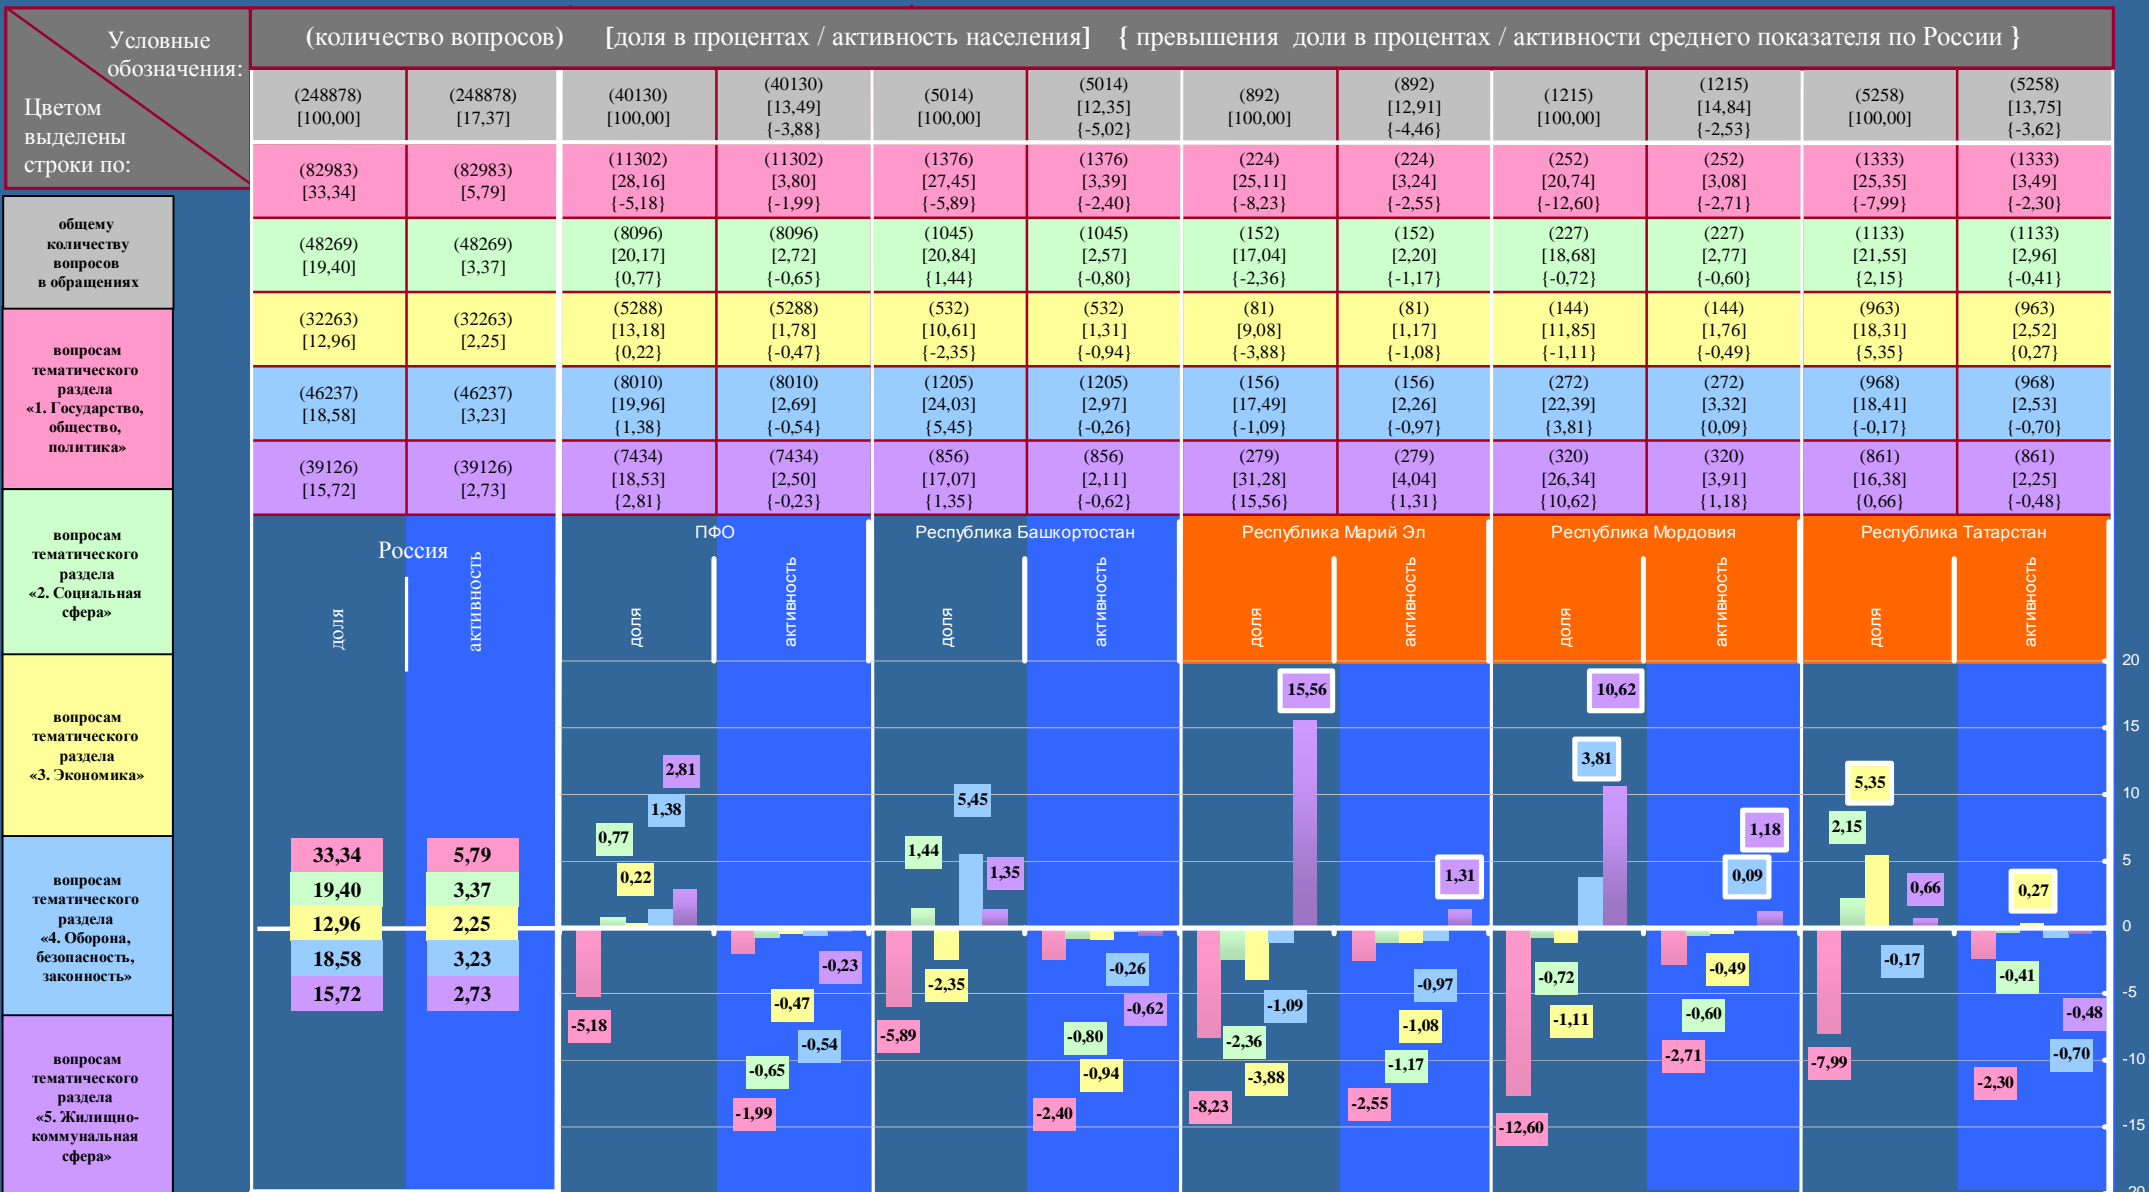 Условные
обозначения:
Цветом
выделены
строки по:
(количество вопросов) [доля в процентах / активность населения] { превышения доли в процентах / активности среднего показателя по России }
(248878) (248878) (40130) (40130) (5014) (5014) (892) (892) (1215) (1215) (5258) (5258)
[100,00] [17,37] [100,00] [13,49] [100,00] [12,35] [100,00] [12,91] [100,00] [14,84] [100,00] [13,75]
{-3,88} {-5,02} {-4,46} {-2,53} {-3,62}
(82983) (82983) (11302) (11302) (1376) (1376) (224) (224) (252) (252) (1333) (1333)
[33,34] [5,79] [28,16] [3,80] [27,45] [3,39] [25,11] [3,24] [20,74] [3,08] [25,35] [3,49]
{-5,18} {-1,99} {-5,89} {-2,40} {-8,23} {-2,55} {-12,60} {-2,71} {-7,99} {-2,30}
(48269) (48269) (8096) (8096) (1045) (1045) (152) (152) (227) (227) (1133) (1133)
[19,40] [3,37] [20,17] [2,72] [20,84] [2,57] [17,04] [2,20] [18,68] [2,77] [21,55] [2,96]
{0,77} {-0,65} {1,44} {-0,80} {-2,36} {-1,17} {-0,72} {-0,60} {2,15} {-0,41}
(32263) (32263) (5288) (5288) (532) (532) (81) (81) (144) (144) (963) (963)
[12,96] [2,25] [13,18] [1,78] [10,61] [1,31] [9,08] [1,17] [11,85] [1,76] [18,31] [2,52]
{0,22} {-0,47} {-2,35} {-0,94} {-3,88} {-1,08} {-1,11} {-0,49} {5,35} {0,27}
(46237) (46237) (8010) (8010) (1205) (1205) (156) (156) (272) (272) (968) (968)
[18,58] [3,23] [19,96] [2,69] [24,03] [2,97] [17,49] [2,26] [22,39] [3,32] [18,41] [2,53]
{1,38} {-0,54} {5,45} {-0,26} {-1,09} {-0,97} {3,81} {0,09} {-0,17} {-0,70}
(39126) (39126) (7434) (7434) (856) (856) (279) (279) (320) (320) (861) (861)
[15,72] [2,73] [18,53] [2,50] [17,07] [2,11] [31,28] [4,04] [26,34] [3,91] [16,38] [2,25]
{2,81} {-0,23} {1,35} {-0,62} {15,56} {1,31} {10,62} {1,18} {0,66} {-0,48}
общему
количеству
вопросов
в обращениях
вопросам
тематического
раздела
«1. Государство,
общество,
политика»
вопросам
тематического
раздела
«2. Социальная
сфера»
вопросам
тематического
раздела
«3. Экономика»
вопросам
тематического
раздела
«4. Оборона,
безопасность,
законность»
вопросам
тематического
раздела
«5. Жилищно-
коммунальная
сфера»
Россия
доля
активность
33,34 5,79
19,40 3,37
12,96 2,25
18,58 3,23
15,72 2,73
ПФО
доля
активность
2,81
1,38
0,77
0,22
-5,18
-0,23
-0,47
-0,54
-0,65
-1,99
Республика Башкортостан
доля
активность
5,45
1,44
1,35
-2,35
-5,89
-0,26
-0,62
-0,80
-0,94
-2,40
Республика Марий Эл
доля
активность
15,56
-1,09
-2,36
-3,88
-8,23
1,31
-0,97
-1,08
-1,17
-2,55
Республика Мордовия
доля
активность
10,62
3,81
-0,72
-1,11
-12,60
1,18
0,09
-0,49
-0,60
-2,71
Республика Татарстан
доля
активность
5,35
2,15
0,66
-0,17
-7,99
0,27
-0,41
-0,48
-0,70
-2,30
20
15
10
5
0
-5
-10
-15
-20